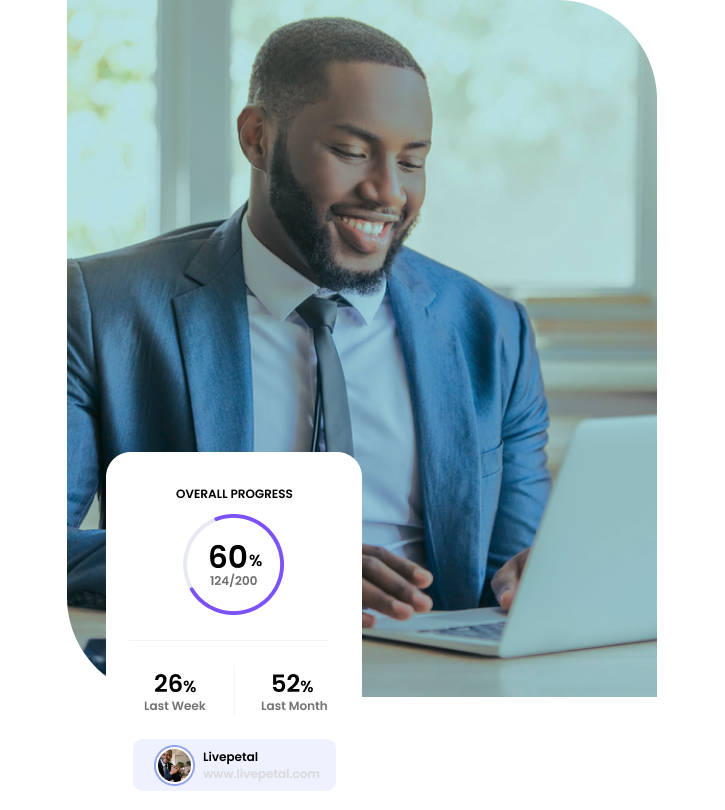 OVERALL PROGRESS
60%
124/200
26% 52%
Last Week Last Month
Livepetal
www.livepetal.com